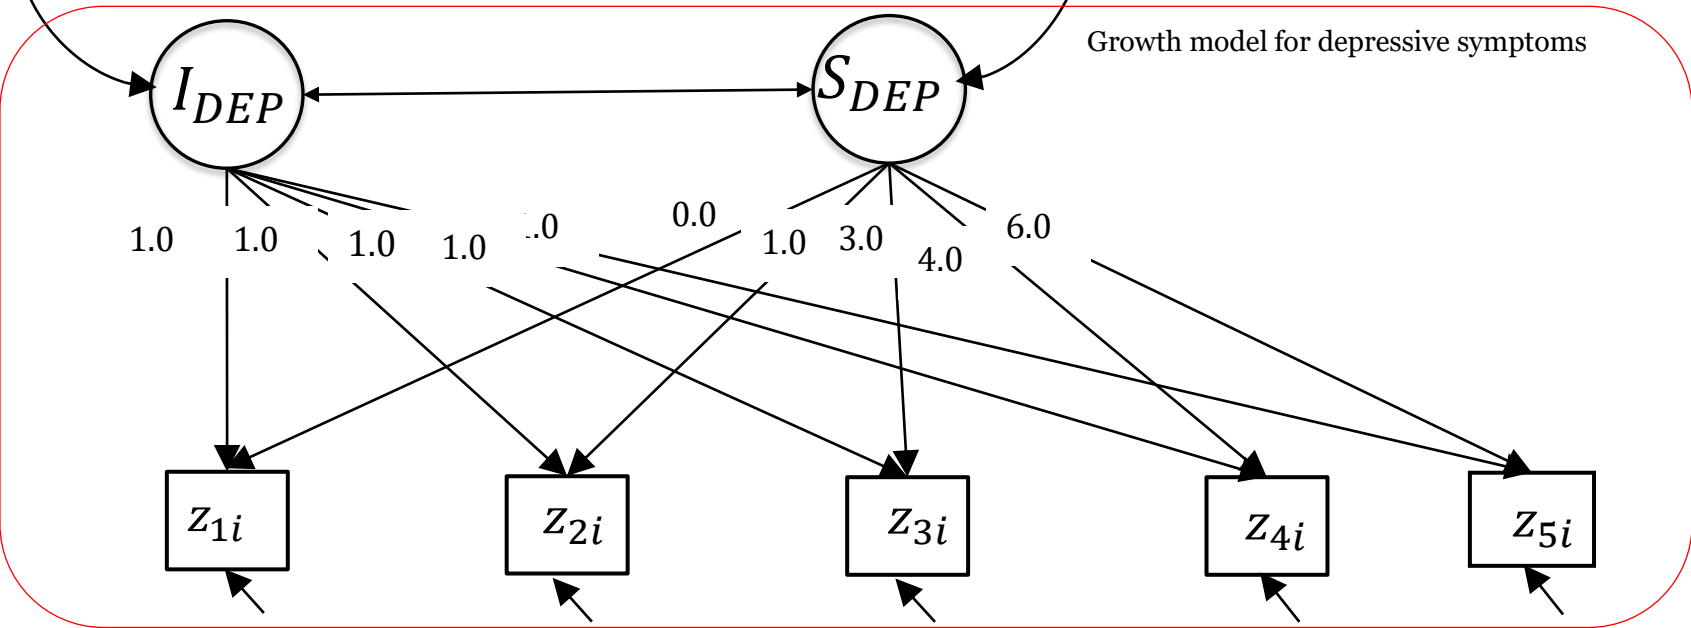 Growth model for depressive symptoms
I_DEP
S_DEP
1.0
1.0
1.0
1.0
.0
0.0
1.0
3.0
4.0
6.0
z_1i
z_2i
z_3i
z_4i
z_5i